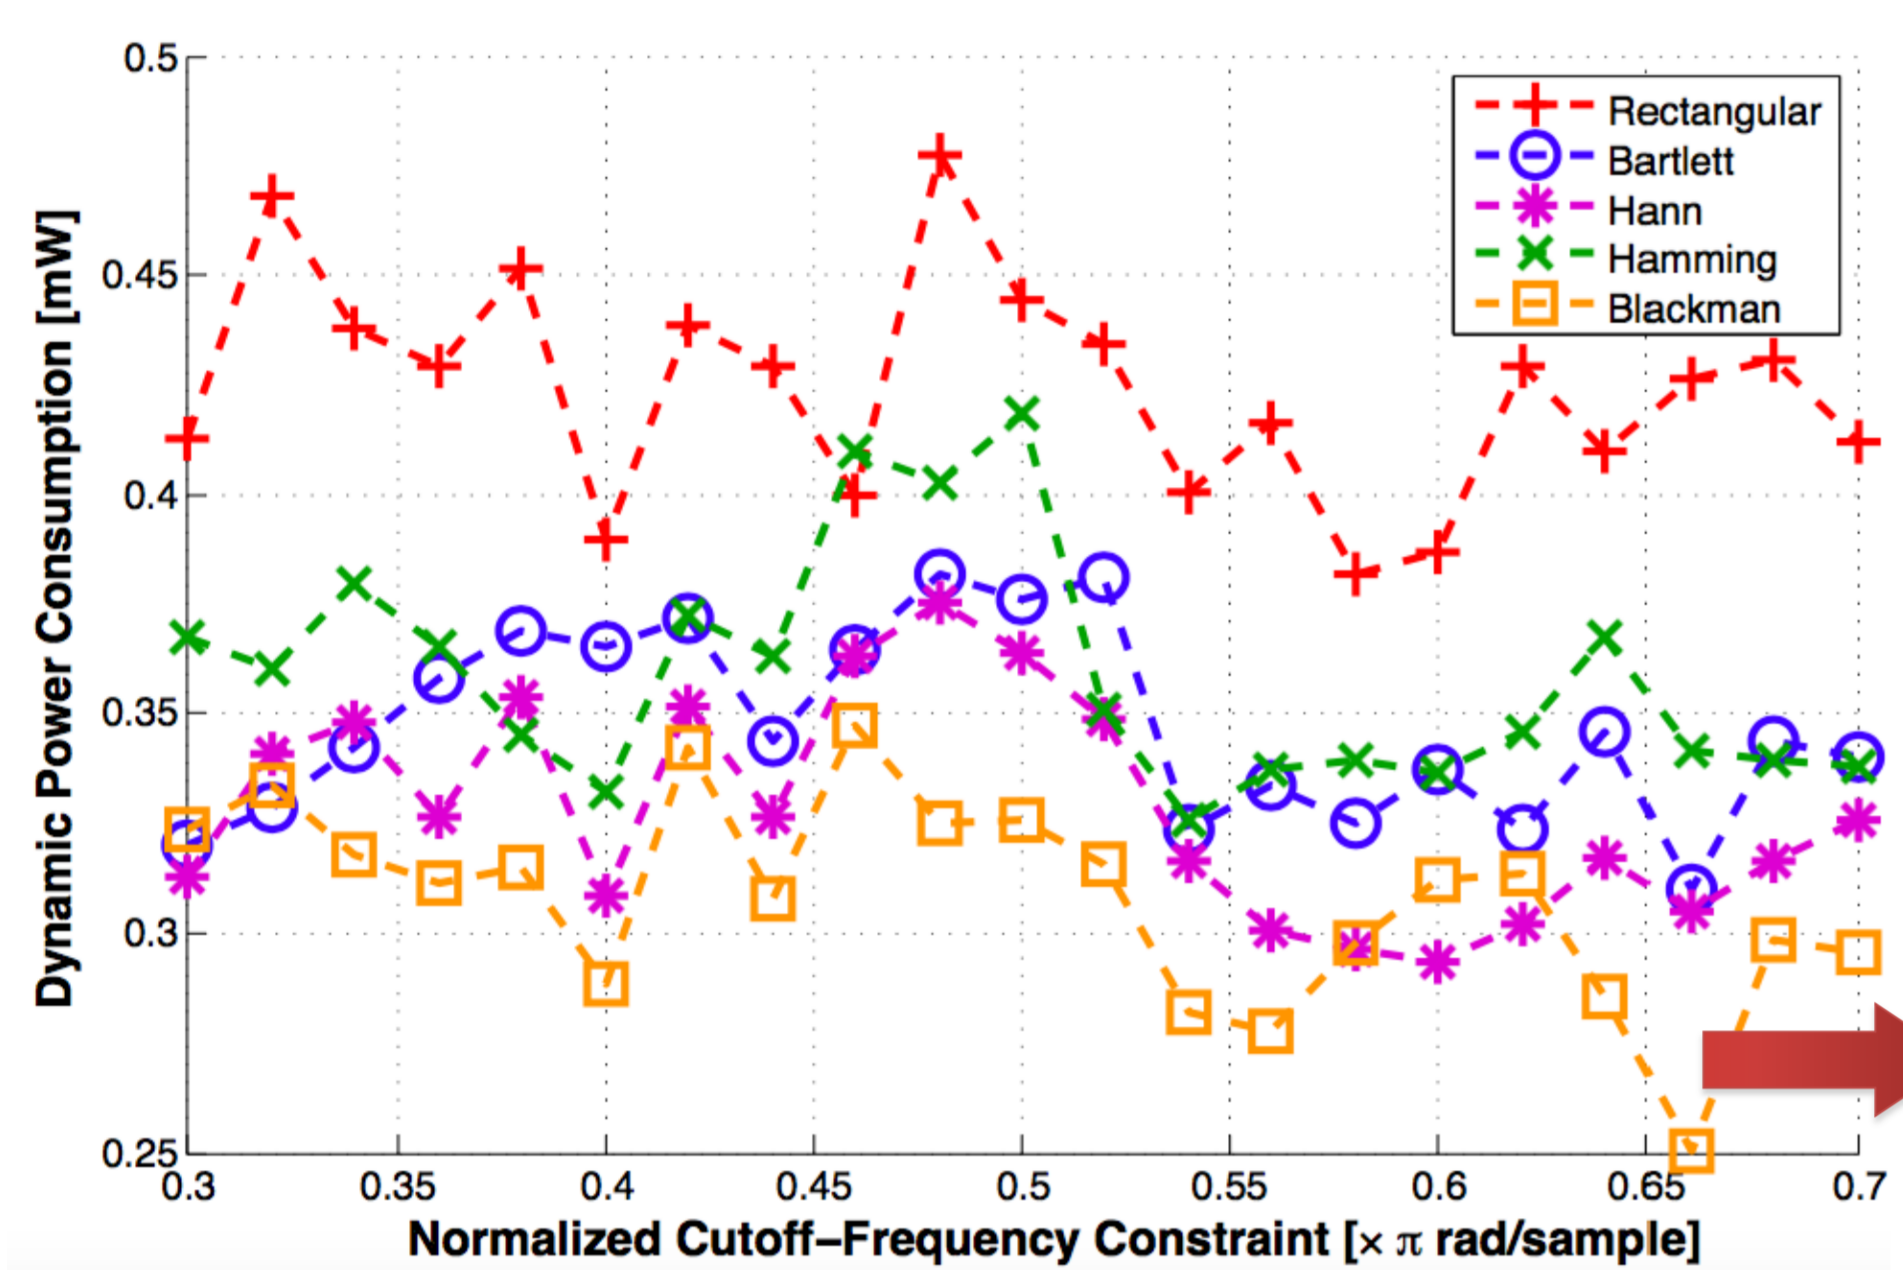 0.5
0.45
0.4
0.35
0.3
0.25
Dynamic Power Consumption [mW]
Rectangular
Bartlett
Hann
Hamming
Blackman
0.3 0.35 0.4 0.45 0.5 0.55 0.6 0.65 0.7
Normalized Cutoff–Frequency Constraint [× π rad/sample]